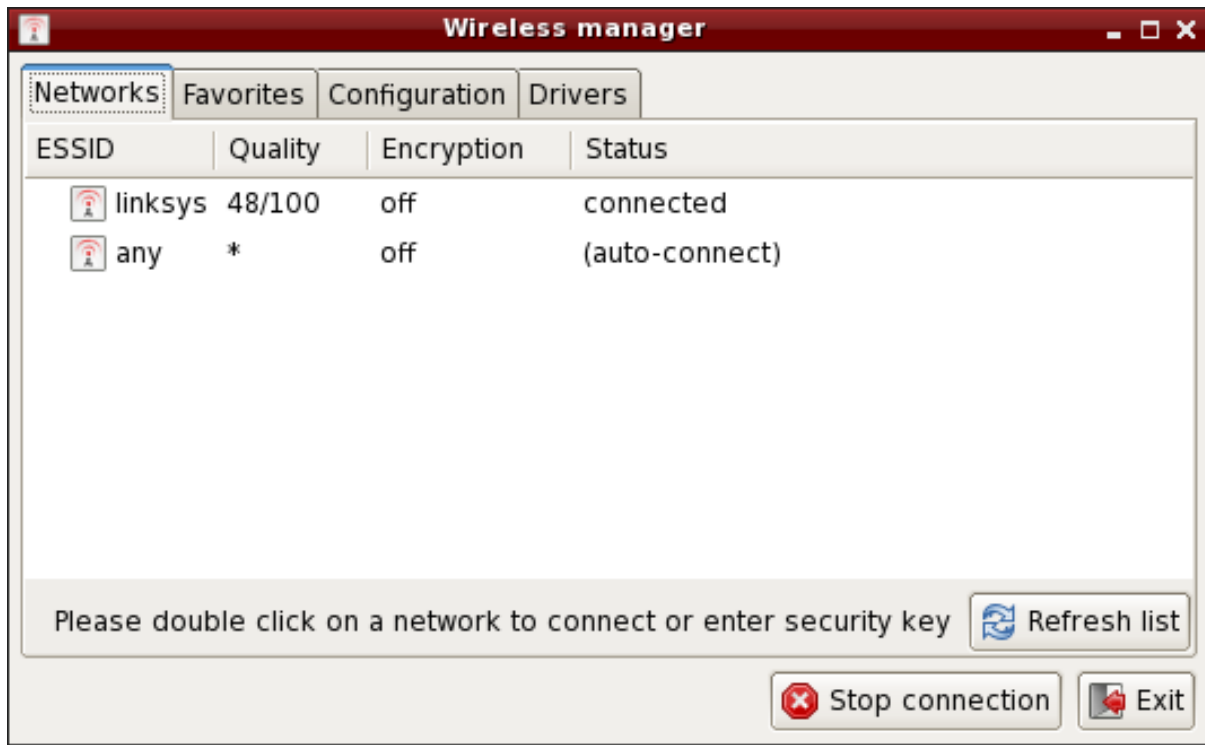 Wireless manager
Networks Favorites Configuration Drivers
ESSID Quality Encryption Status
linksys 48/100 off connected
any * off (auto-connect)
Please double click on a network to connect or enter security key Refresh list
Stop connection Exit